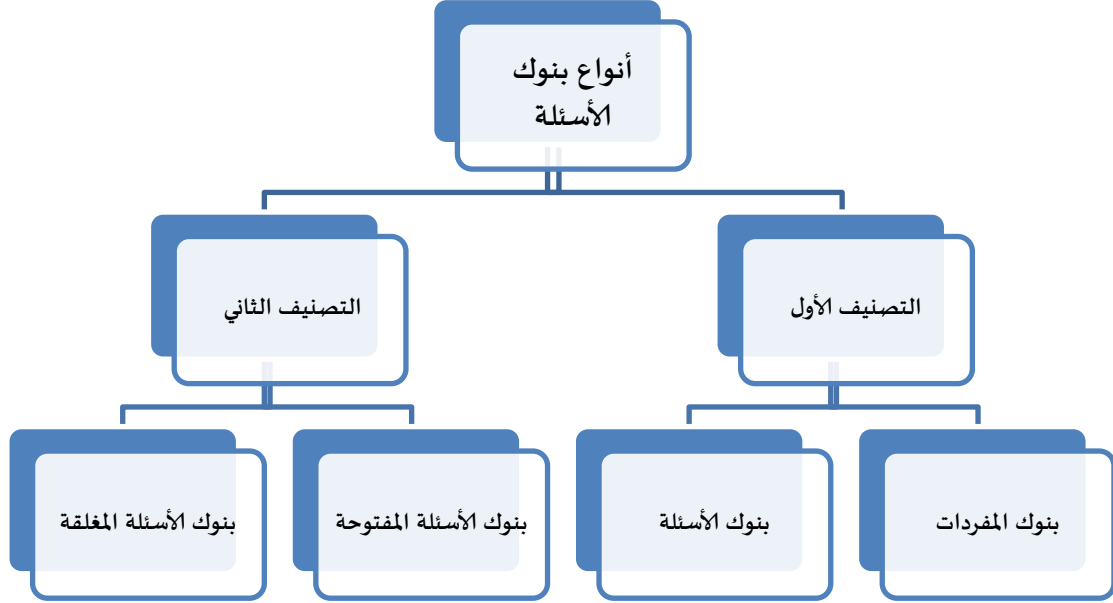 أنواع بنوك
الأسئلة
التصنيف الأول
التصنيف الثاني
بنوك المفردات
بنوك الأسئلة
بنوك الأسئلة المفتوحة
بنوك الأسئلة المغلقة